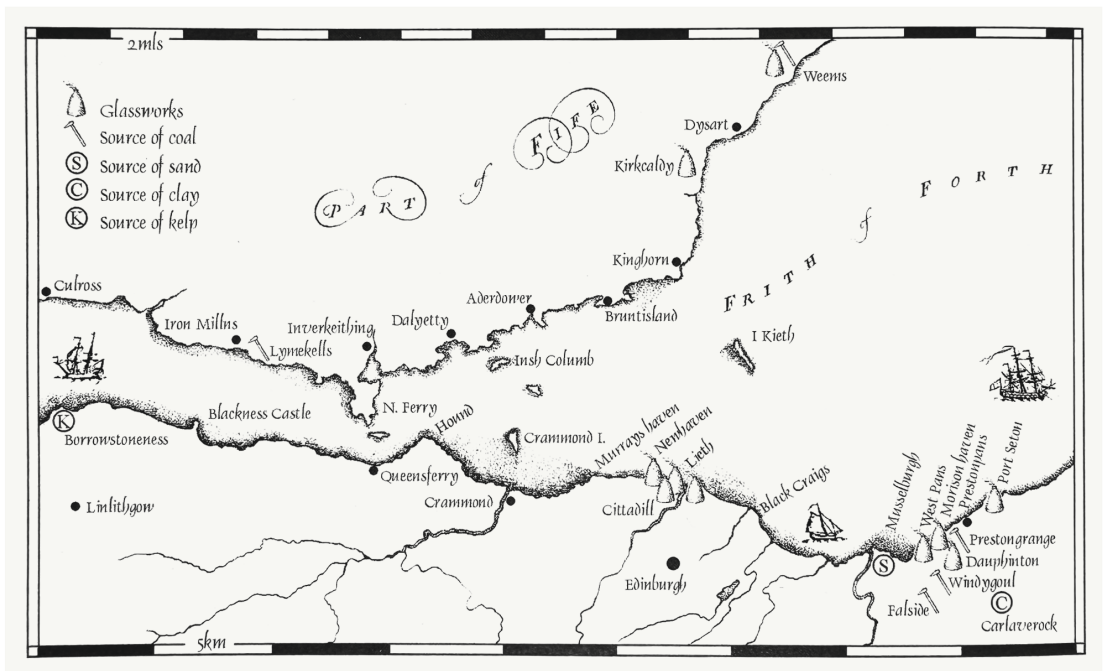 2mls
Glassworks
Source of coal
S Source of sand
C Source of clay
K Source of kelp
PART of FIFE
Weems
Dysart
Kirkcaldy
FRITH of FORTH
Kinghorn
Culross
Aderdower
Bruntisland
Iron Millns
Inverkeithing
Dalyetty
Lymekells
Insh Columb
I Kieth
N. Ferry
Hound
Blackness Castle
K
Borrowstoneness
Crammond I.
Murrays haven
Newhaven
Lieth
Queensferry
Crammond
Cittadill
Black Craigs
Musselburgh
West Pans
Morison haven
Prestonpans
Port Seton
Linlithgow
Edinburgh
S
Prestongrange
Dauphinton
Windygoul
Falside
C
Carlaverock
5km